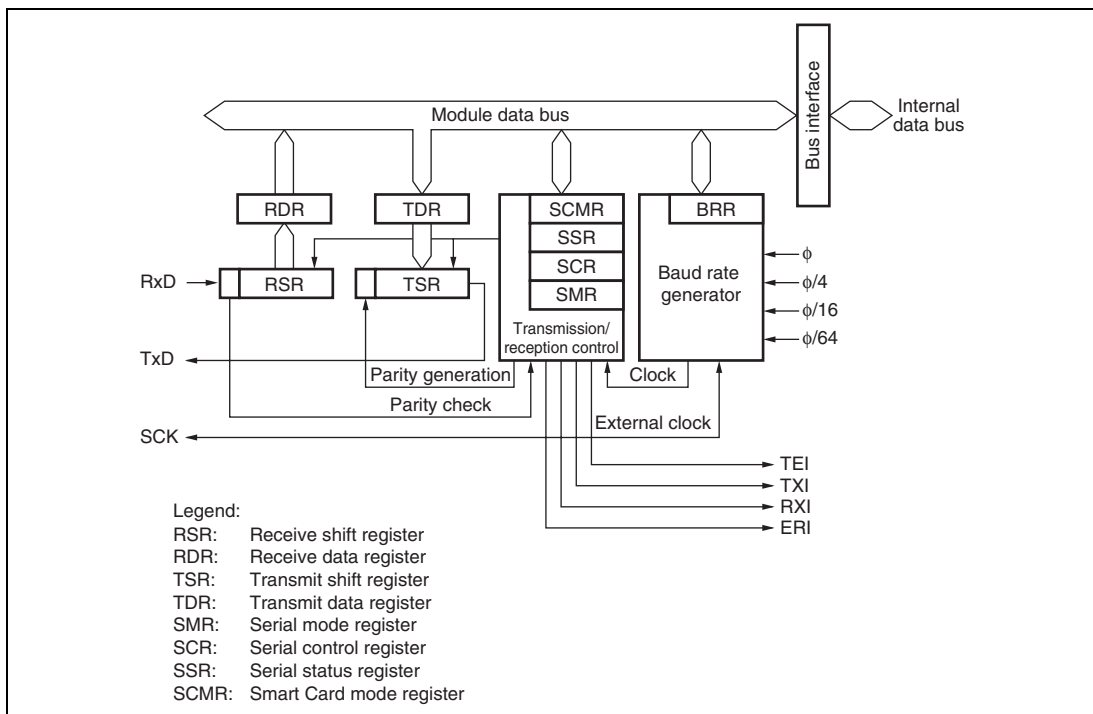 Module data bus
Bus interface
Internal
data bus
RDR
TDR
SCMR
SSR
SCR
SMR
BRR
RxD
RSR
TSR
Baud rate
generator
ϕ
ϕ/4
ϕ/16
ϕ/64
Transmission/
reception control
TxD
Parity generation
Clock
Parity check
External clock
SCK
TEI
TXI
RXI
ERI
Legend:
RSR: Receive shift register
RDR: Receive data register
TSR: Transmit shift register
TDR: Transmit data register
SMR: Serial mode register
SCR: Serial control register
SSR: Serial status register
SCMR: Smart Card mode register